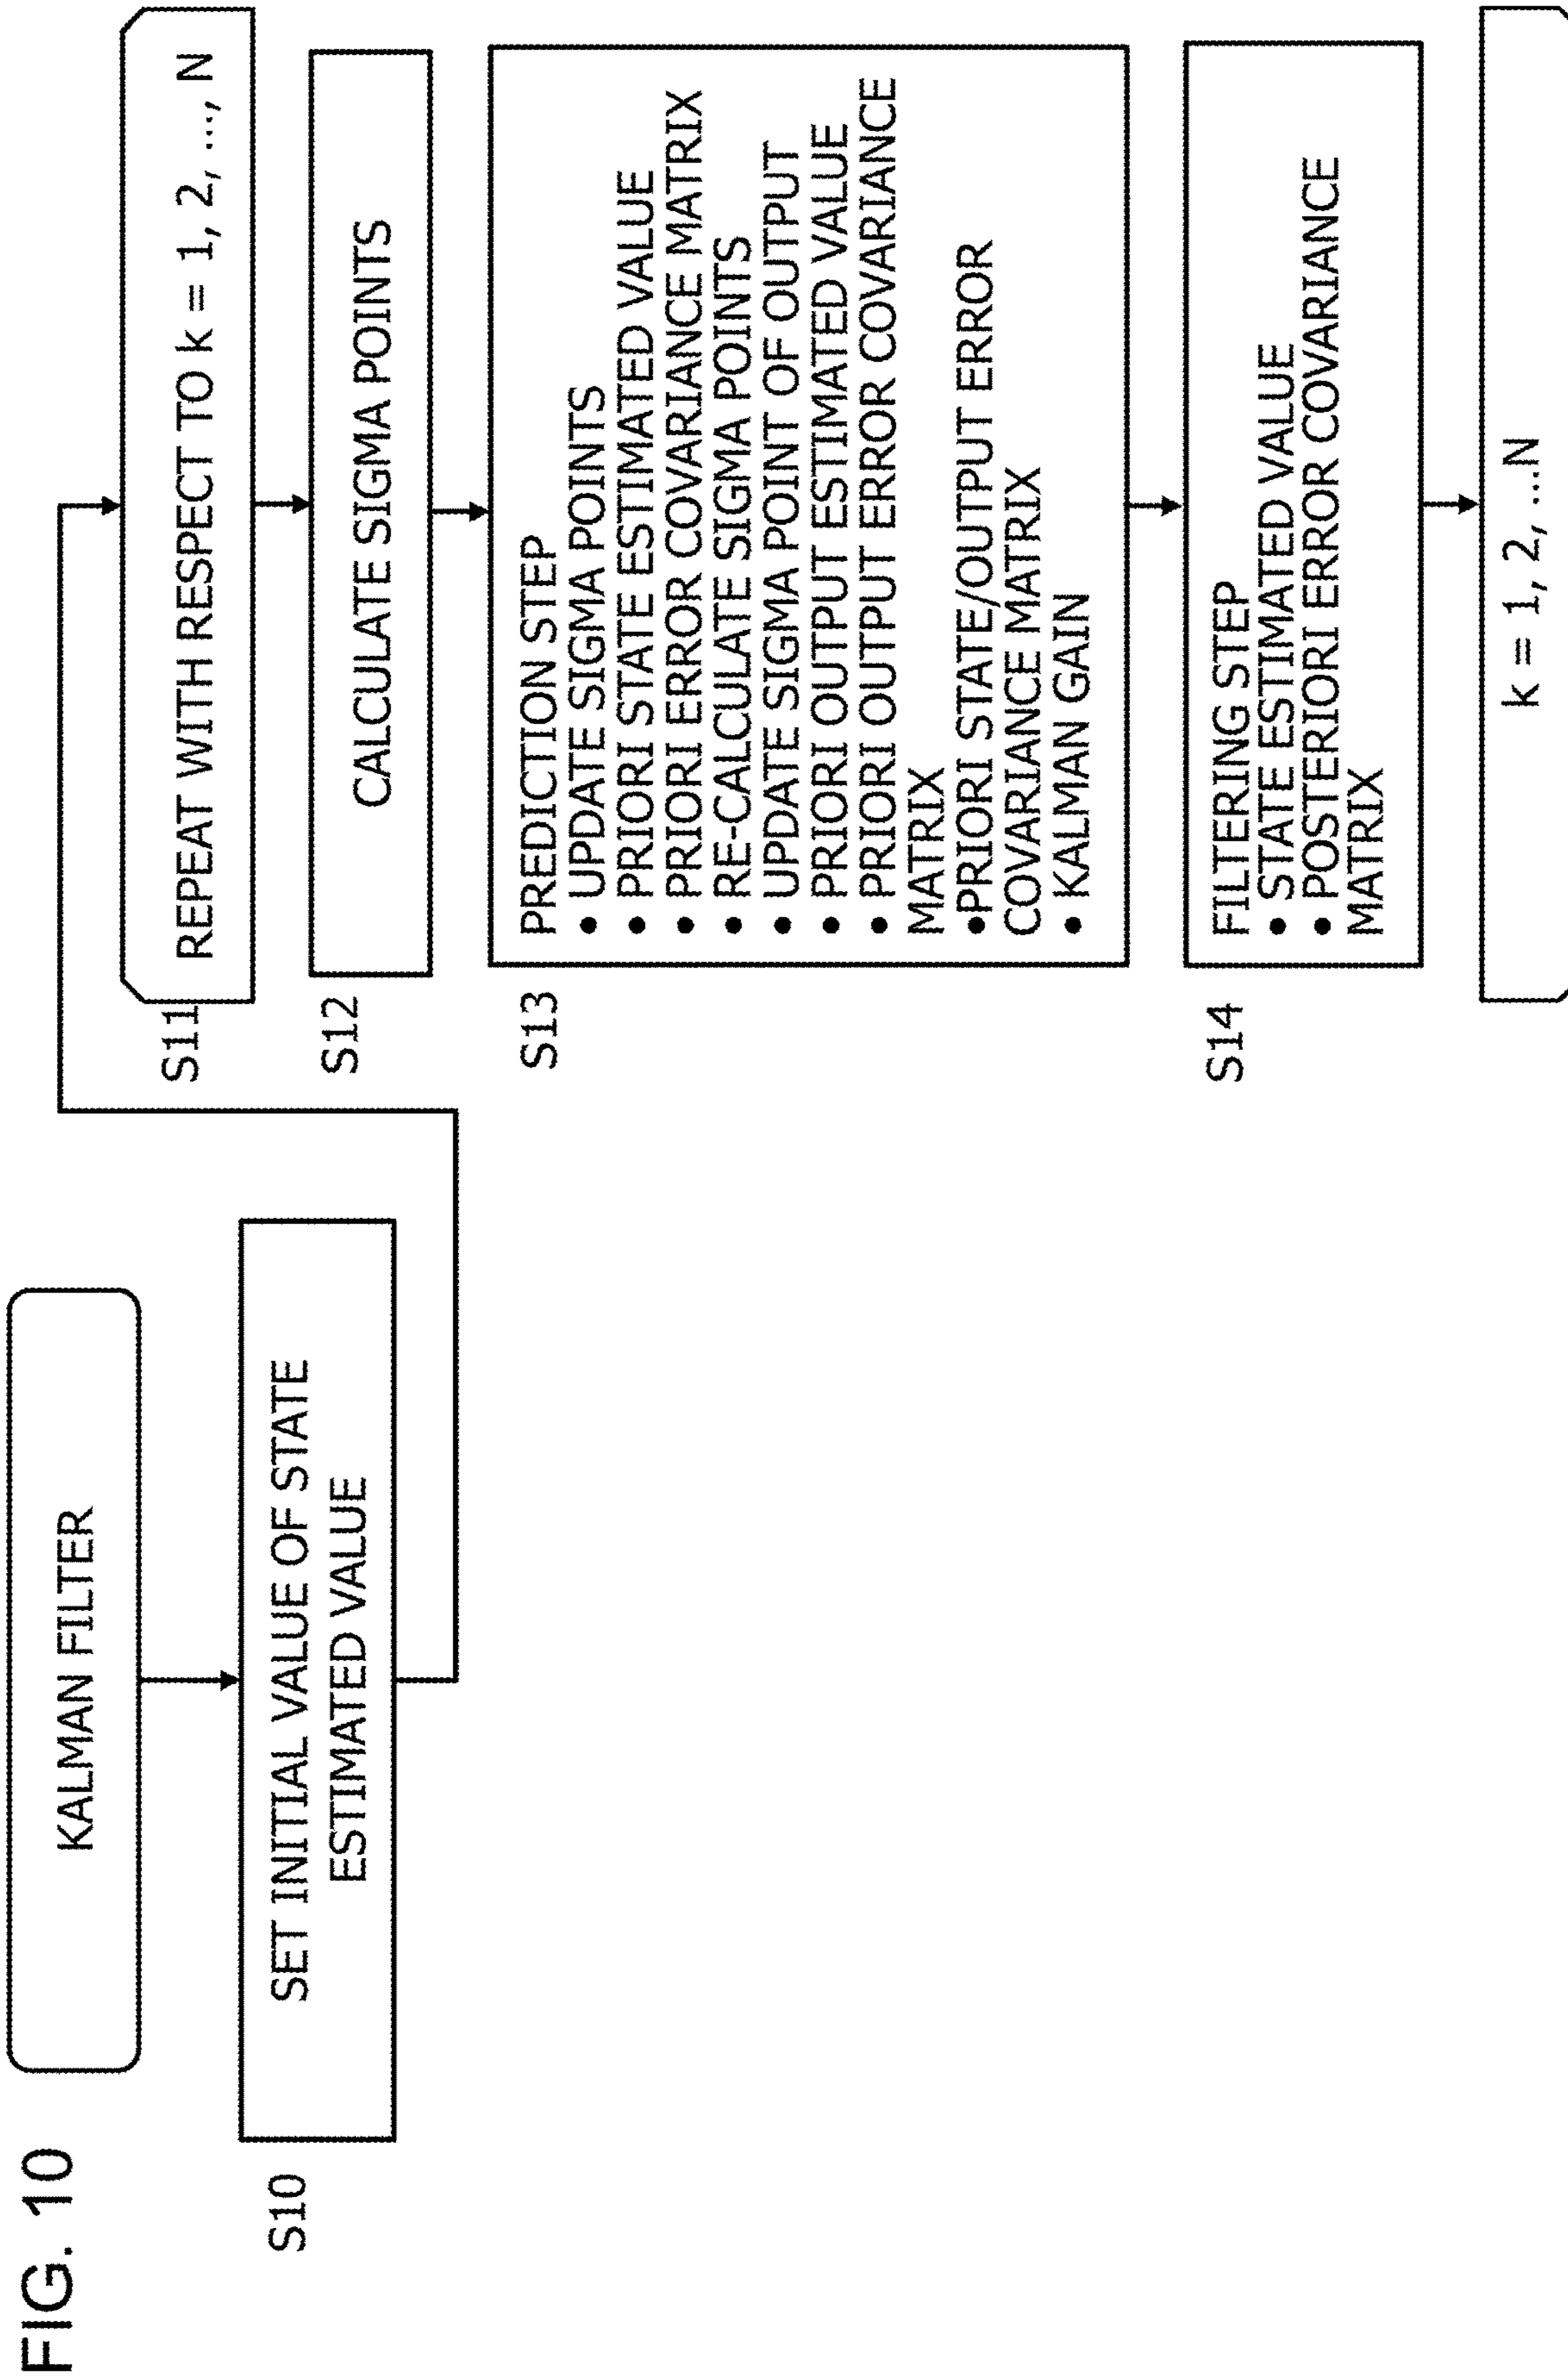 FIG. 10
KALMAN FILTER
S10
SET INITIAL VALUE OF STATE
ESTIMATED VALUE
S11
REPEAT WITH RESPECT TO k = 1, 2, ..., N
S12
CALCULATE SIGMA POINTS
S13
PREDICTION STEP
• UPDATE SIGMA POINTS
• PRIORI STATE ESTIMATED VALUE
• PRIORI ERROR COVARIANCE MATRIX
• RE-CALCULATE SIGMA POINTS
• UPDATE SIGMA POINT OF OUTPUT
• PRIORI OUTPUT ESTIMATED VALUE
• PRIORI OUTPUT ERROR COVARIANCE
MATRIX
•PRIORI STATE/OUTPUT ERROR
COVARIANCE MATRIX
• KALMAN GAIN
S14
FILTERING STEP
• STATE ESTIMATED VALUE
• POSTERIORI ERROR COVARIANCE
MATRIX
k = 1, 2, ...N